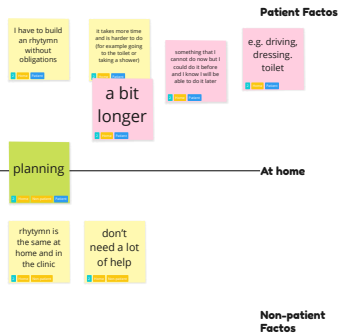 Patient Factos
I have to build
an rhytymn
without
obligations
it takes more time
and is harder to do
(for example going
to the toilet or
taking a shower)
something that I
cannot do now but I
could do it before
and I know I will be
able to do it later
e.g. driving,
dressing.
toilet
a bit
longer
planning
At home
rhytymn is
the same at
home and in
the clinic
don't
need a lot
of help
Non-patient
Factos